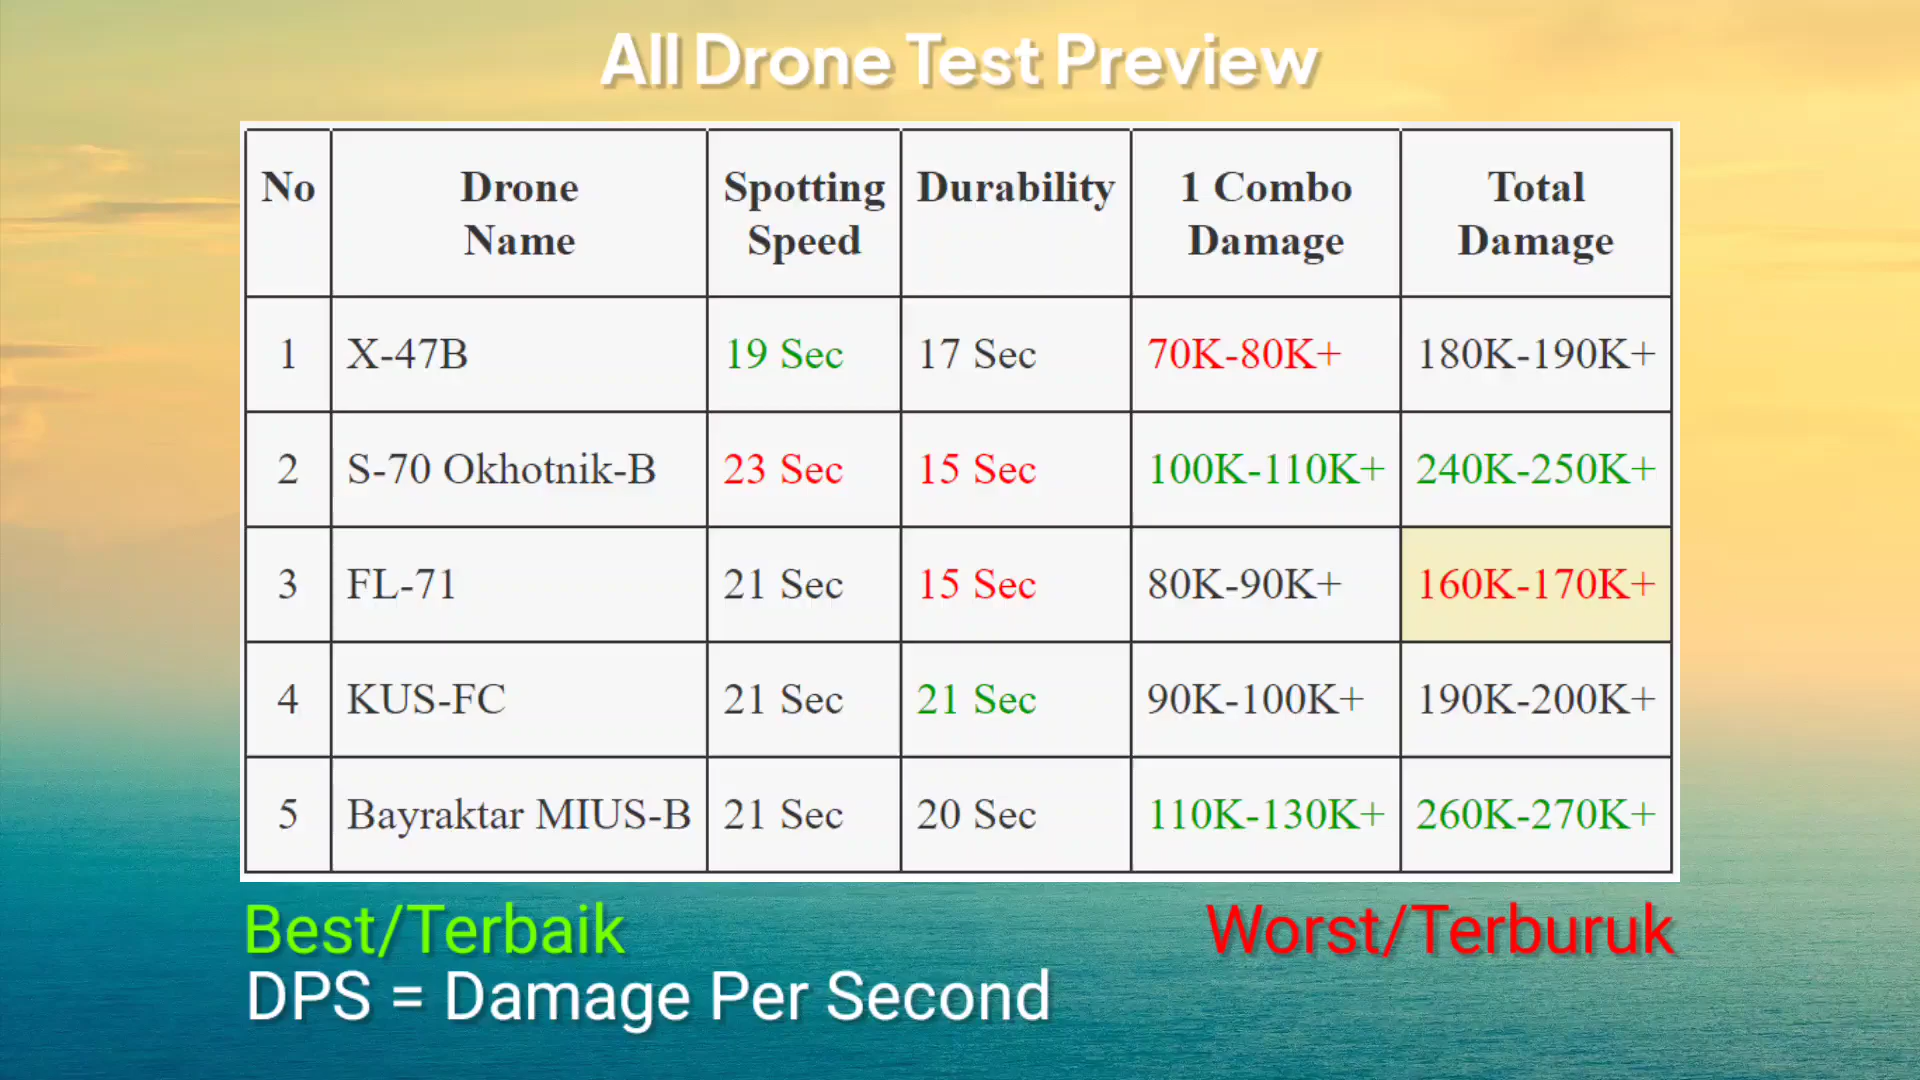 All Drone Test Preview
No Drone Name Spotting Speed Durability 1 Combo Damage Total Damage
1 X-47B 19 Sec 17 Sec 70K-80K+ 180K-190K+
2 S-70 Okhotnik-B 23 Sec 15 Sec 100K-110K+ 240K-250K+
3 FL-71 21 Sec 15 Sec 80K-90K+ 160K-170K+
4 KUS-FC 21 Sec 21 Sec 90K-100K+ 190K-200K+
5 Bayraktar MIUS-B 21 Sec 20 Sec 110K-130K+ 260K-270K+
Best/Terbaik Worst/Terburuk
DPS = Damage Per Second